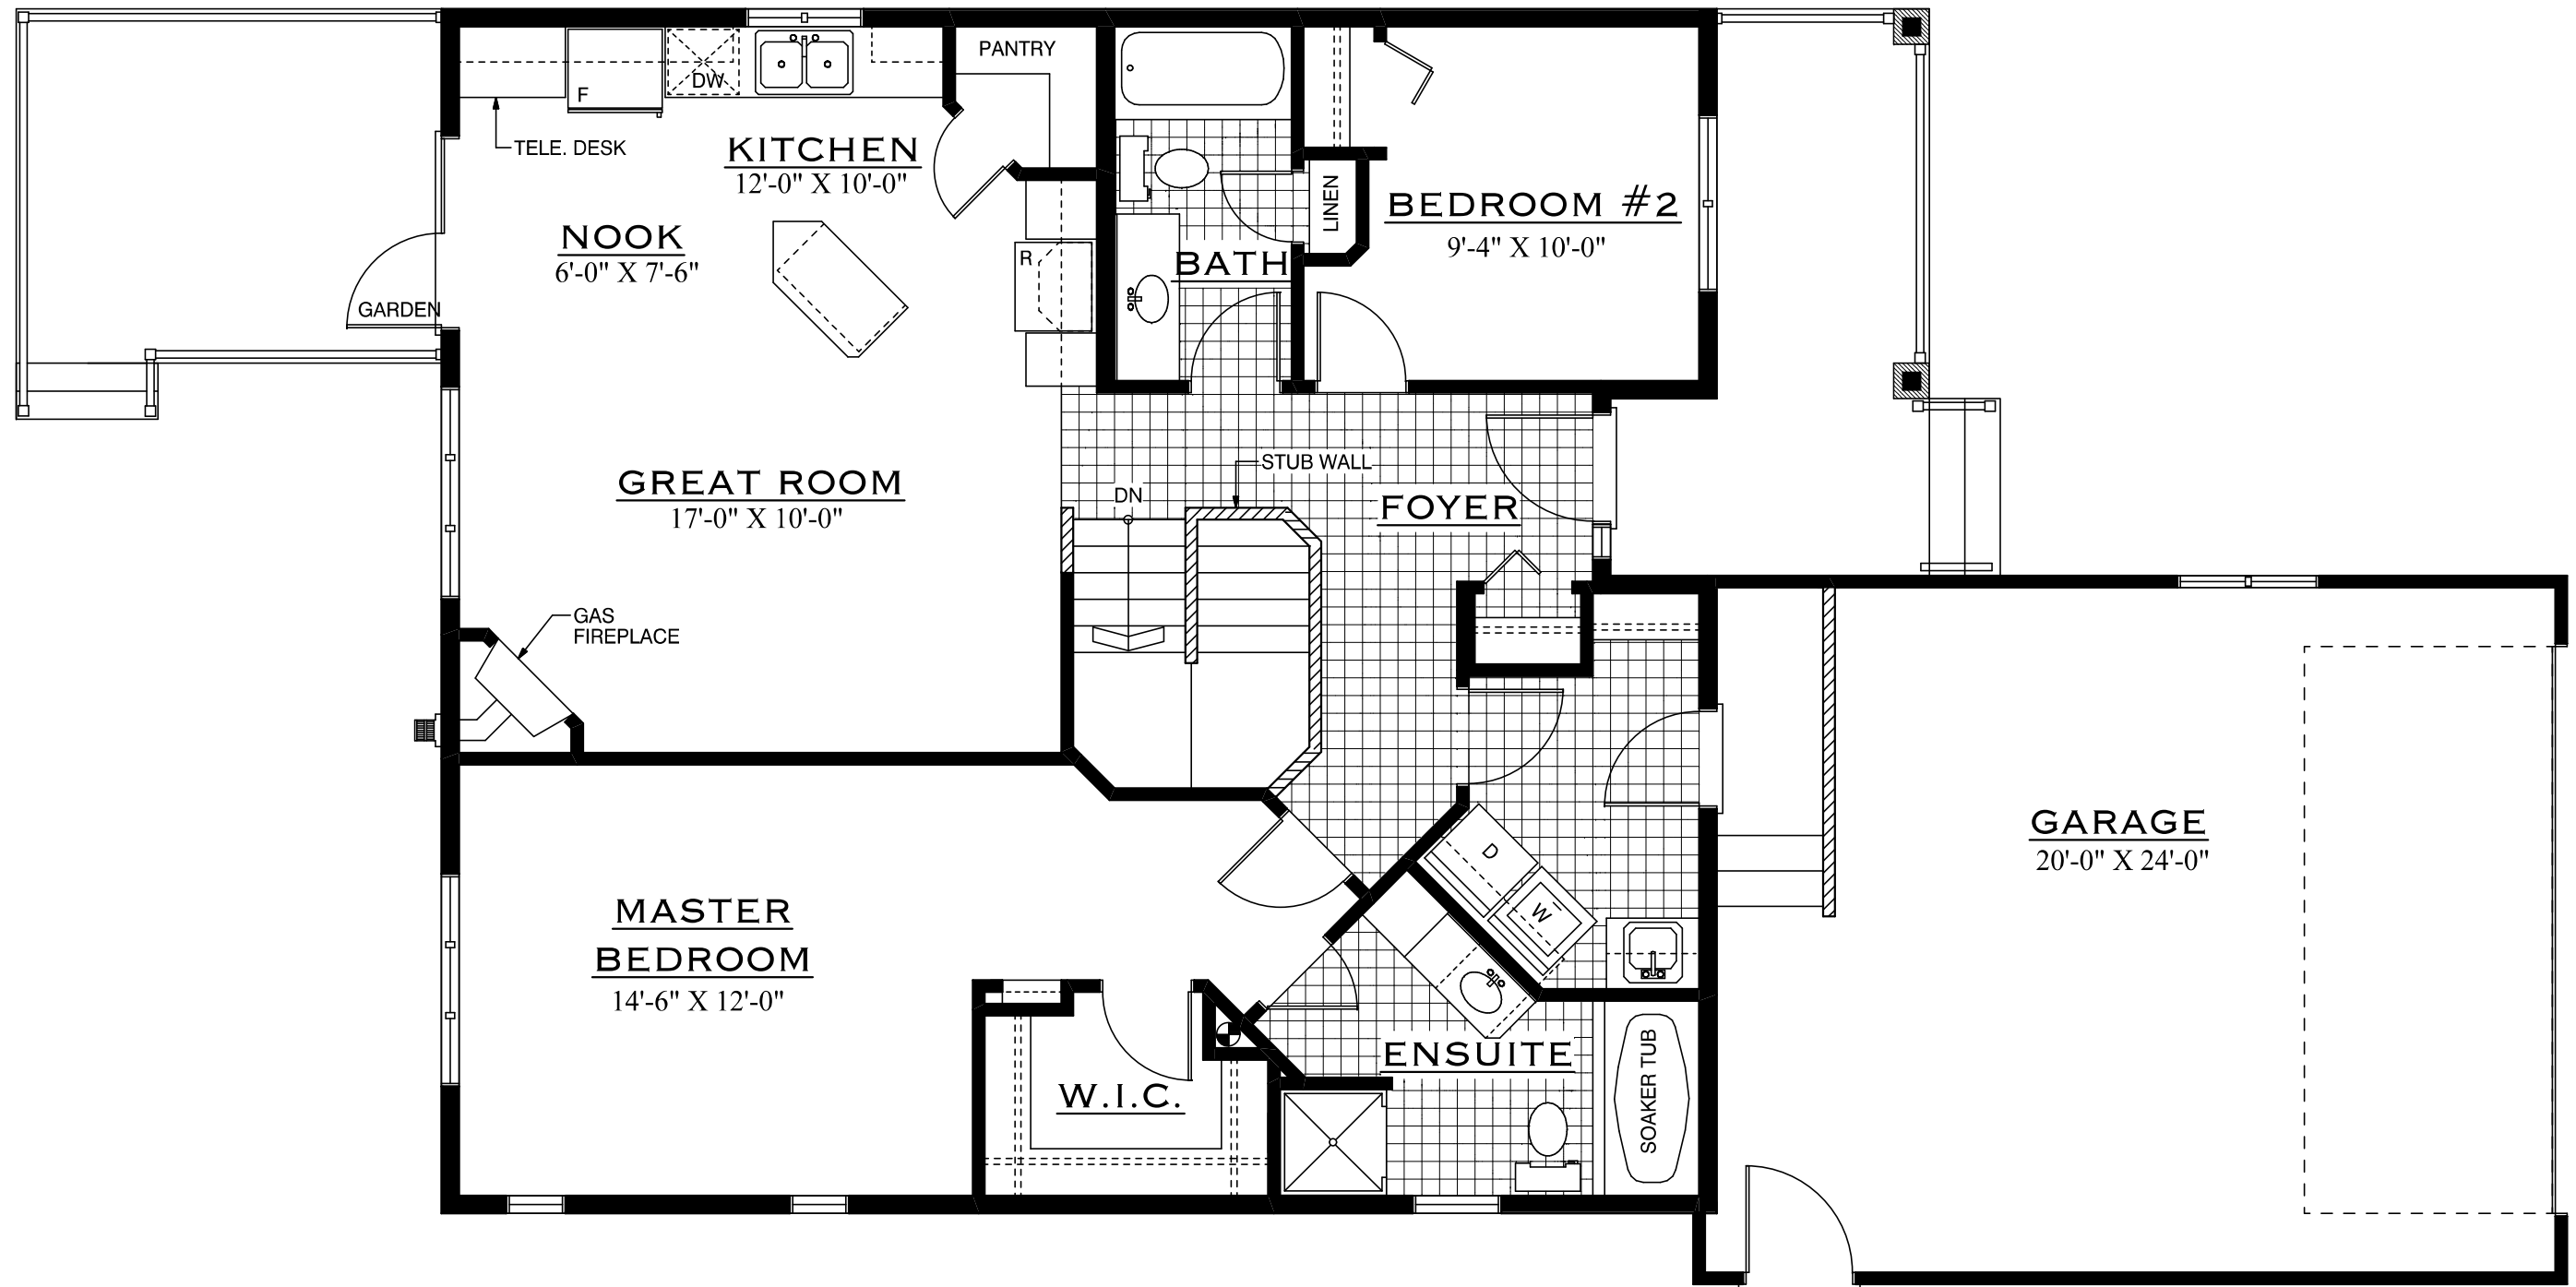 PANTRY
F
DW
TELE. DESK
KITCHEN
12'-0" X 10'-0"
NOOK
6'-0" X 7'-6"
GARDEN
R
BATH
LINEN
BEDROOM #2
9'-4" X 10'-0"
GREAT ROOM
17'-0" X 10'-0"
STUB WALL
DN
FOYER
GAS
FIREPLACE
GARAGE
20'-0" X 24'-0"
D
W
MASTER
BEDROOM
14'-6" X 12'-0"
W.I.C.
ENSUITE
SOAKER TUB